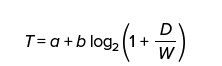 T = a + b log₂(1 + D/W)